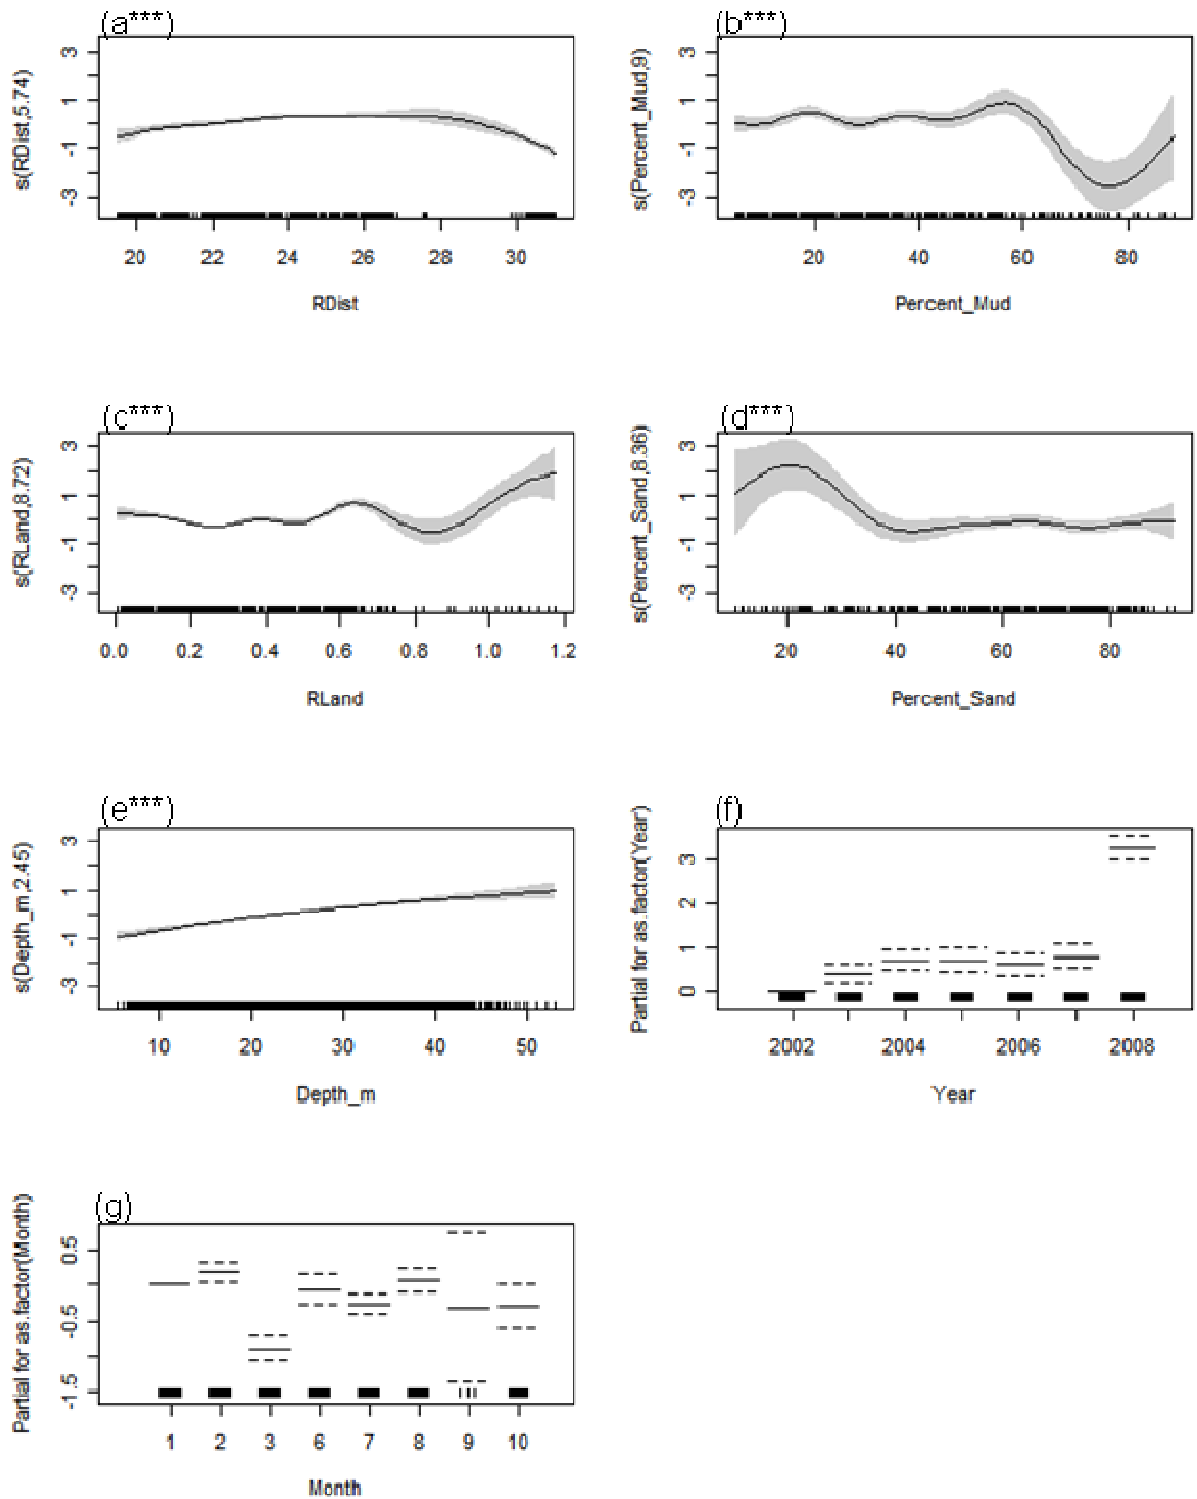 (a***)
s(RDist,5.74)
3
1
-1
-3
20 22 24 26 28 30
RDist
(b***)
s(Percent_Mud,9)
3
1
-1
-3
20 40 60 80
Percent_Mud
(c***)
s(RLand,8.72)
3
1
-1
-3
0.0 0.2 0.4 0.6 0.8 1.0 1.2
RLand
(d***)
s(Percent_Sand,8.36)
3
1
-1
-3
20 40 60 80
Percent_Sand
(e***)
s(Depth_m,2.45)
3
1
-1
-3
10 20 30 40 50
Depth_m
(f)
Partial for as.factor(Year)
3
2
1
0
2002 2004 2006 2008
Year
(g)
Partial for as.factor(Month)
0.5
-0.5
-1.5
1 2 3 6 7 8 9 10
Month